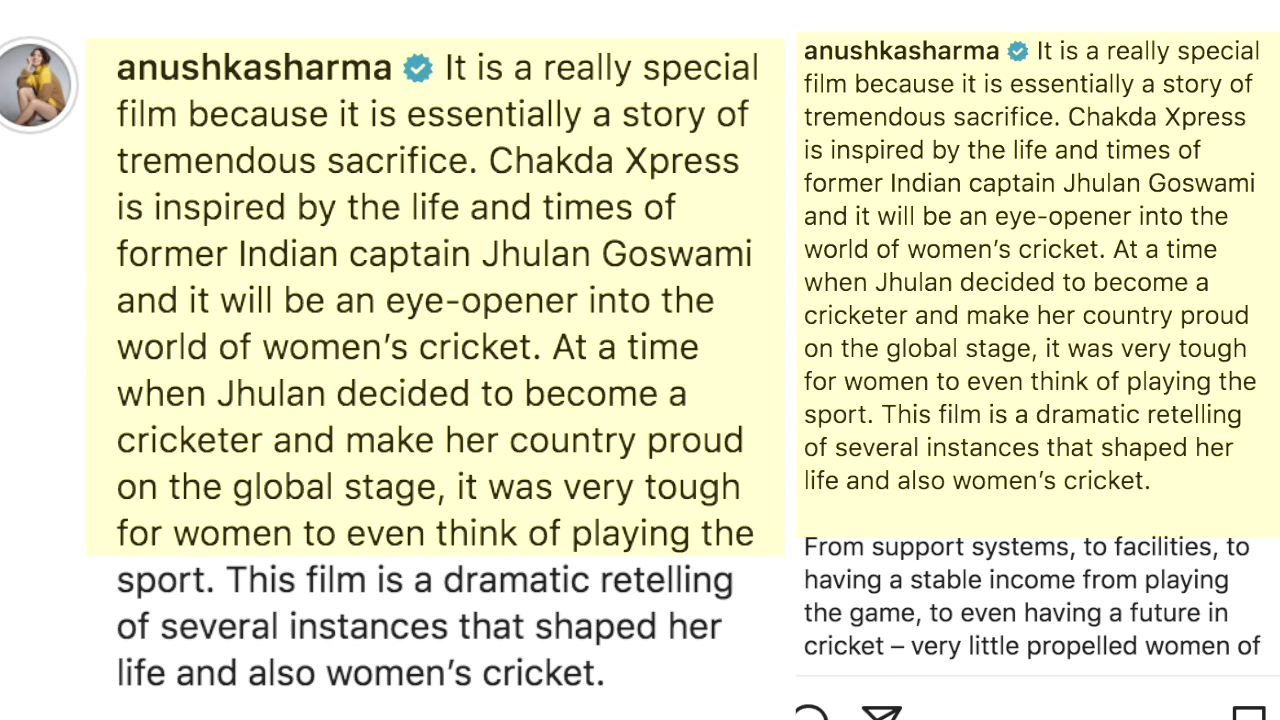 anushkasharma It is a really special
film because it is essentially a story of
tremendous sacrifice. Chakda Xpress
is inspired by the life and times of
former Indian captain Jhulan Goswami
and it will be an eye-opener into the
world of women’s cricket. At a time
when Jhulan decided to become a
cricketer and make her country proud
on the global stage, it was very tough
for women to even think of playing the
sport. This film is a dramatic retelling
of several instances that shaped her
life and also women’s cricket.
anushkasharma It is a really special
film because it is essentially a story of
tremendous sacrifice. Chakda Xpress
is inspired by the life and times of
former Indian captain Jhulan Goswami
and it will be an eye-opener into the
world of women’s cricket. At a time
when Jhulan decided to become a
cricketer and make her country proud
on the global stage, it was very tough
for women to even think of playing the
sport. This film is a dramatic retelling
of several instances that shaped her
life and also women’s cricket.
From support systems, to facilities, to
having a stable income from playing
the game, to even having a future in
cricket – very little propelled women of